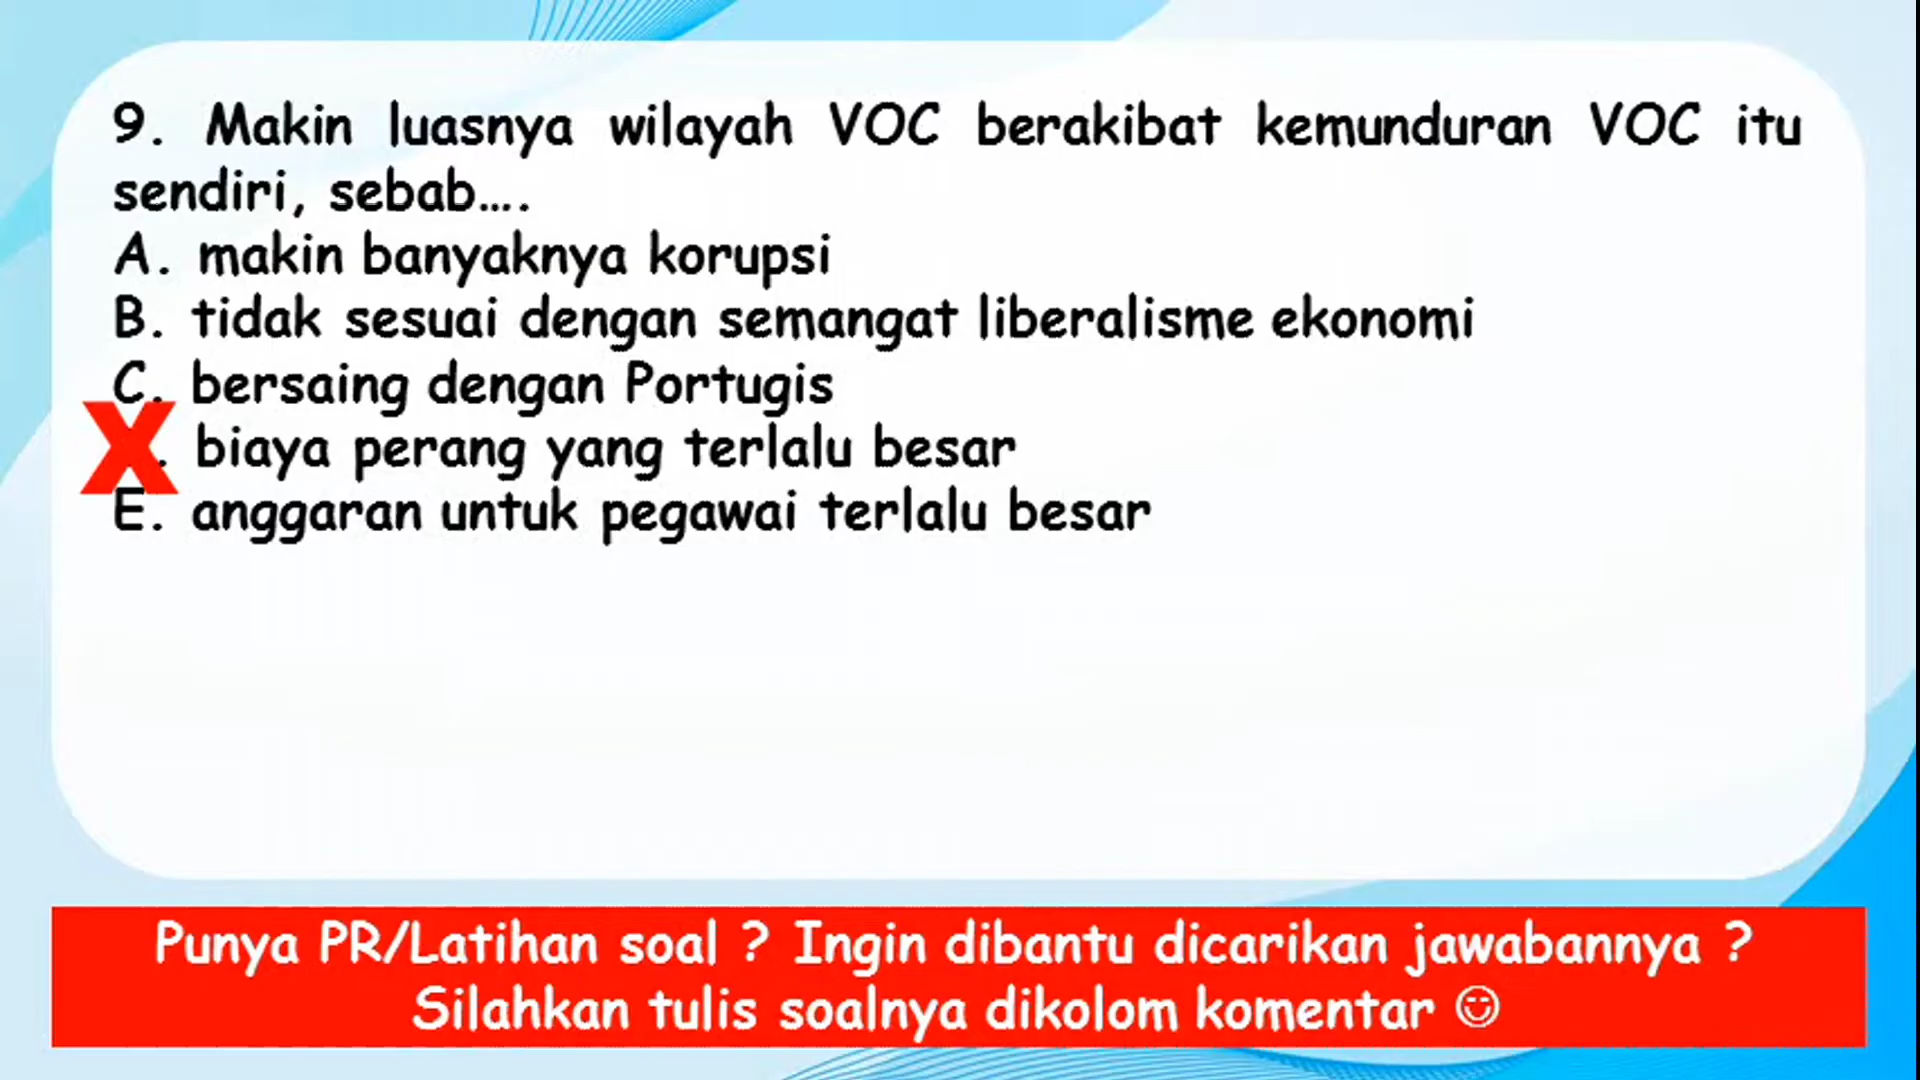 9. Makin luasnya wilayah VOC berakibat kemunduran VOC itu
sendiri, sebab….
A. makin banyaknya korupsi
B. tidak sesuai dengan semangat liberalisme ekonomi
C. bersaing dengan Portugis
X. biaya perang yang terlalu besar
E. anggaran untuk pegawai terlalu besar
Punya PR/Latihan soal ? Ingin dibantu dicarikan jawabannya ?
Silahkan tulis soalnya dikolom komentar ☺